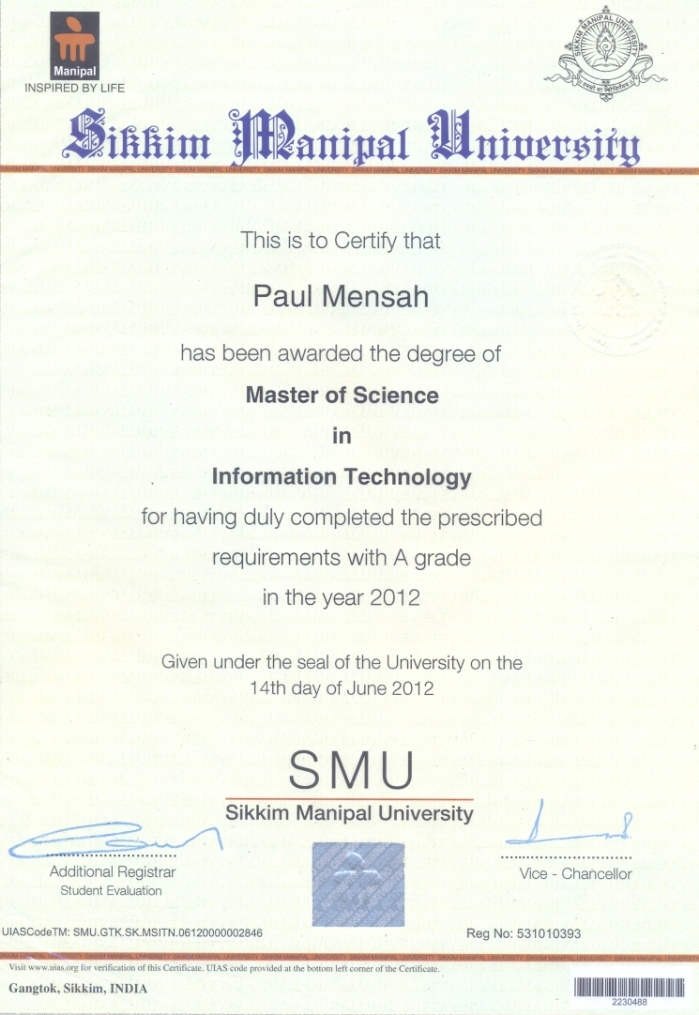 Manipal
INSPIRED BY LIFE
SIKKIM MANIPAL UNIVERSITY
Sikkim Manipal University
This is to Certify that
Paul Mensah
has been awarded the degree of
Master of Science
in
Information Technology
for having duly completed the prescribed
requirements with A grade
in the year 2012
Given under the seal of the University on the
14th day of June 2012
SMU
Sikkim Manipal University
Additional Registrar
Student Evaluation
Vice - Chancellor
UIASCodeTM: SMU.GTK.SK.MSITN.06120000002846
Reg No: 531010393
Visit www.uias.org for verification of this Certificate. UIAS code provided at the bottom left corner of the Certificate.
Gangtok, Sikkim, INDIA
2230488